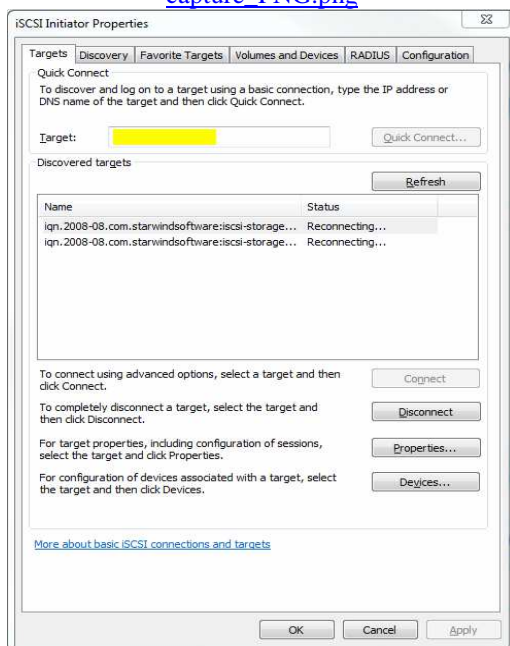 capture_PNG.png
iSCSI Initiator Properties
Targets Discovery Favorite Targets Volumes and Devices RADIUS Configuration
Quick Connect
To discover and log on to a target using a basic connection, type the IP address or
DNS name of the target and then click Quick Connect.
Target:
Quick Connect...
Discovered targets
Refresh
Name Status
iqn.2008-08.com.starwindsoftware:iscsi-storage... Reconnecting...
iqn.2008-08.com.starwindsoftware:iscsi-storage... Reconnecting...
To connect using advanced options, select a target and then
click Connect.
Connect
To completely disconnect a target, select the target and
then click Disconnect.
Disconnect
For target properties, including configuration of sessions,
select the target and click Properties.
Properties...
For configuration of devices associated with a target, select
the target and then click Devices.
Devices...
More about basic iSCSI connections and targets
OK Cancel Apply